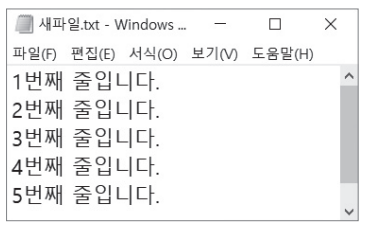 새파일.txt - Windows ...
파일(F) 편집(E) 서식(O) 보기(V) 도움말(H)
1번째 줄입니다.
2번째 줄입니다.
3번째 줄입니다.
4번째 줄입니다.
5번째 줄입니다.